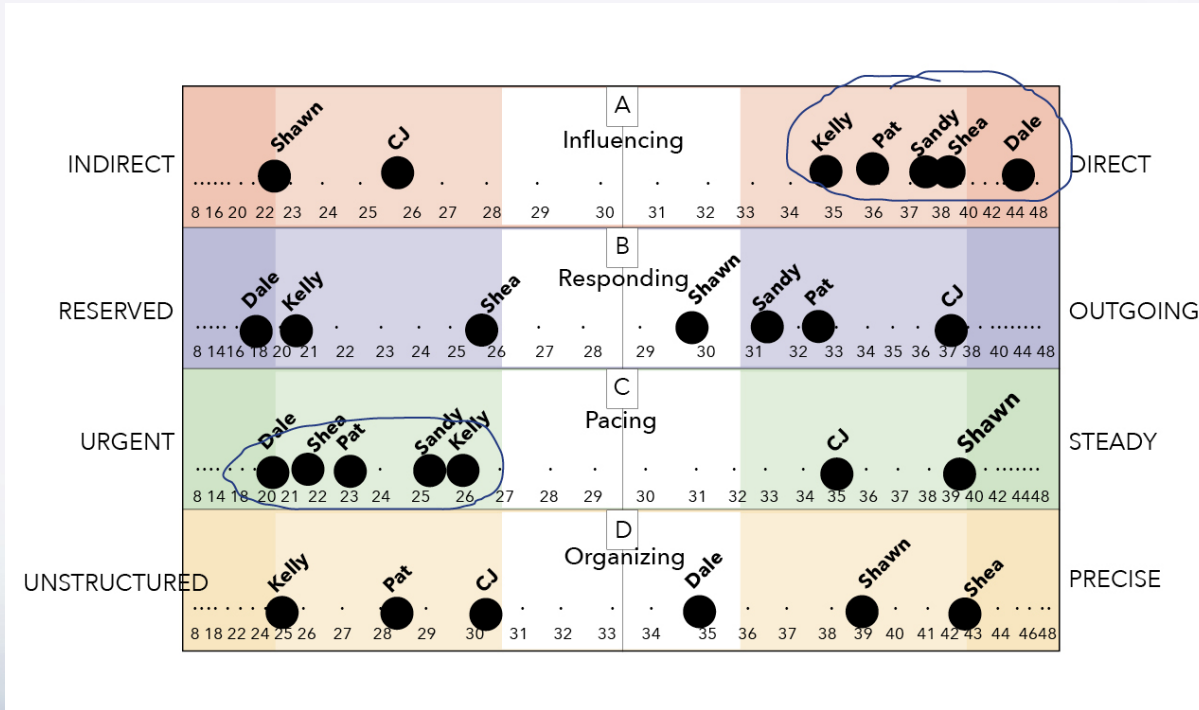 A
Influencing
Shawn CJ Kelly Pat Sandy Shea Dale
INDIRECT DIRECT
8 16 20 22 23 24 25 26 27 28 29 30 31 32 33 34 35 36 37 38 40 42 44 48
B
Responding
Dale Kelly Shea Shawn Sandy Pat CJ
RESERVED OUTGOING
8 14 16 18 20 21 22 23 24 25 26 27 28 29 30 31 32 33 34 35 36 37 38 40 44 48
C
Pacing
Dale Shea Pat Sandy Kelly CJ Shawn
URGENT STEADY
8 14 18 20 21 22 23 24 25 26 27 28 29 30 31 32 33 34 35 36 37 38 39 40 42 44 48
D
Organizing
Kelly Pat CJ Dale Shawn Shea
UNSTRUCTURED PRECISE
8 18 22 24 25 26 27 28 29 30 31 32 33 34 35 36 37 38 39 40 41 42 43 44 46 48